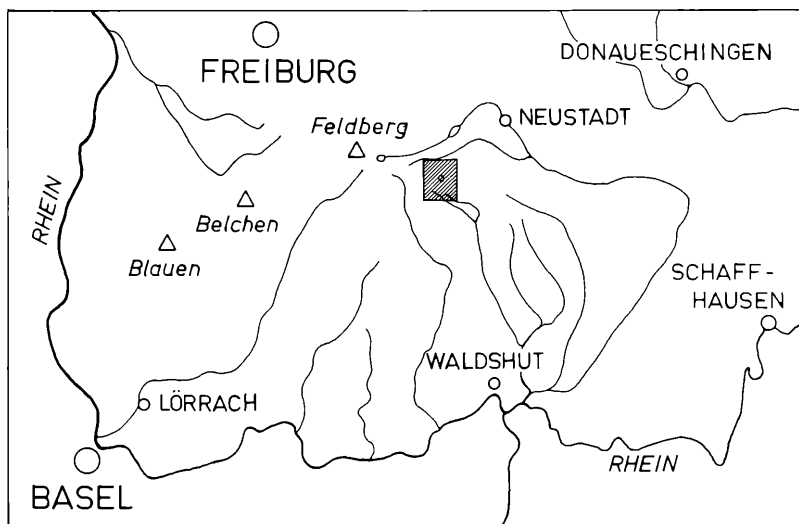 FREIBURG
DONAUESCHINGEN
NEUSTADT
Feldberg
Belchen
Blauen
RHEIN
SCHAFF-
HAUSEN
WALDSHUT
LÖRRACH
RHEIN
BASEL